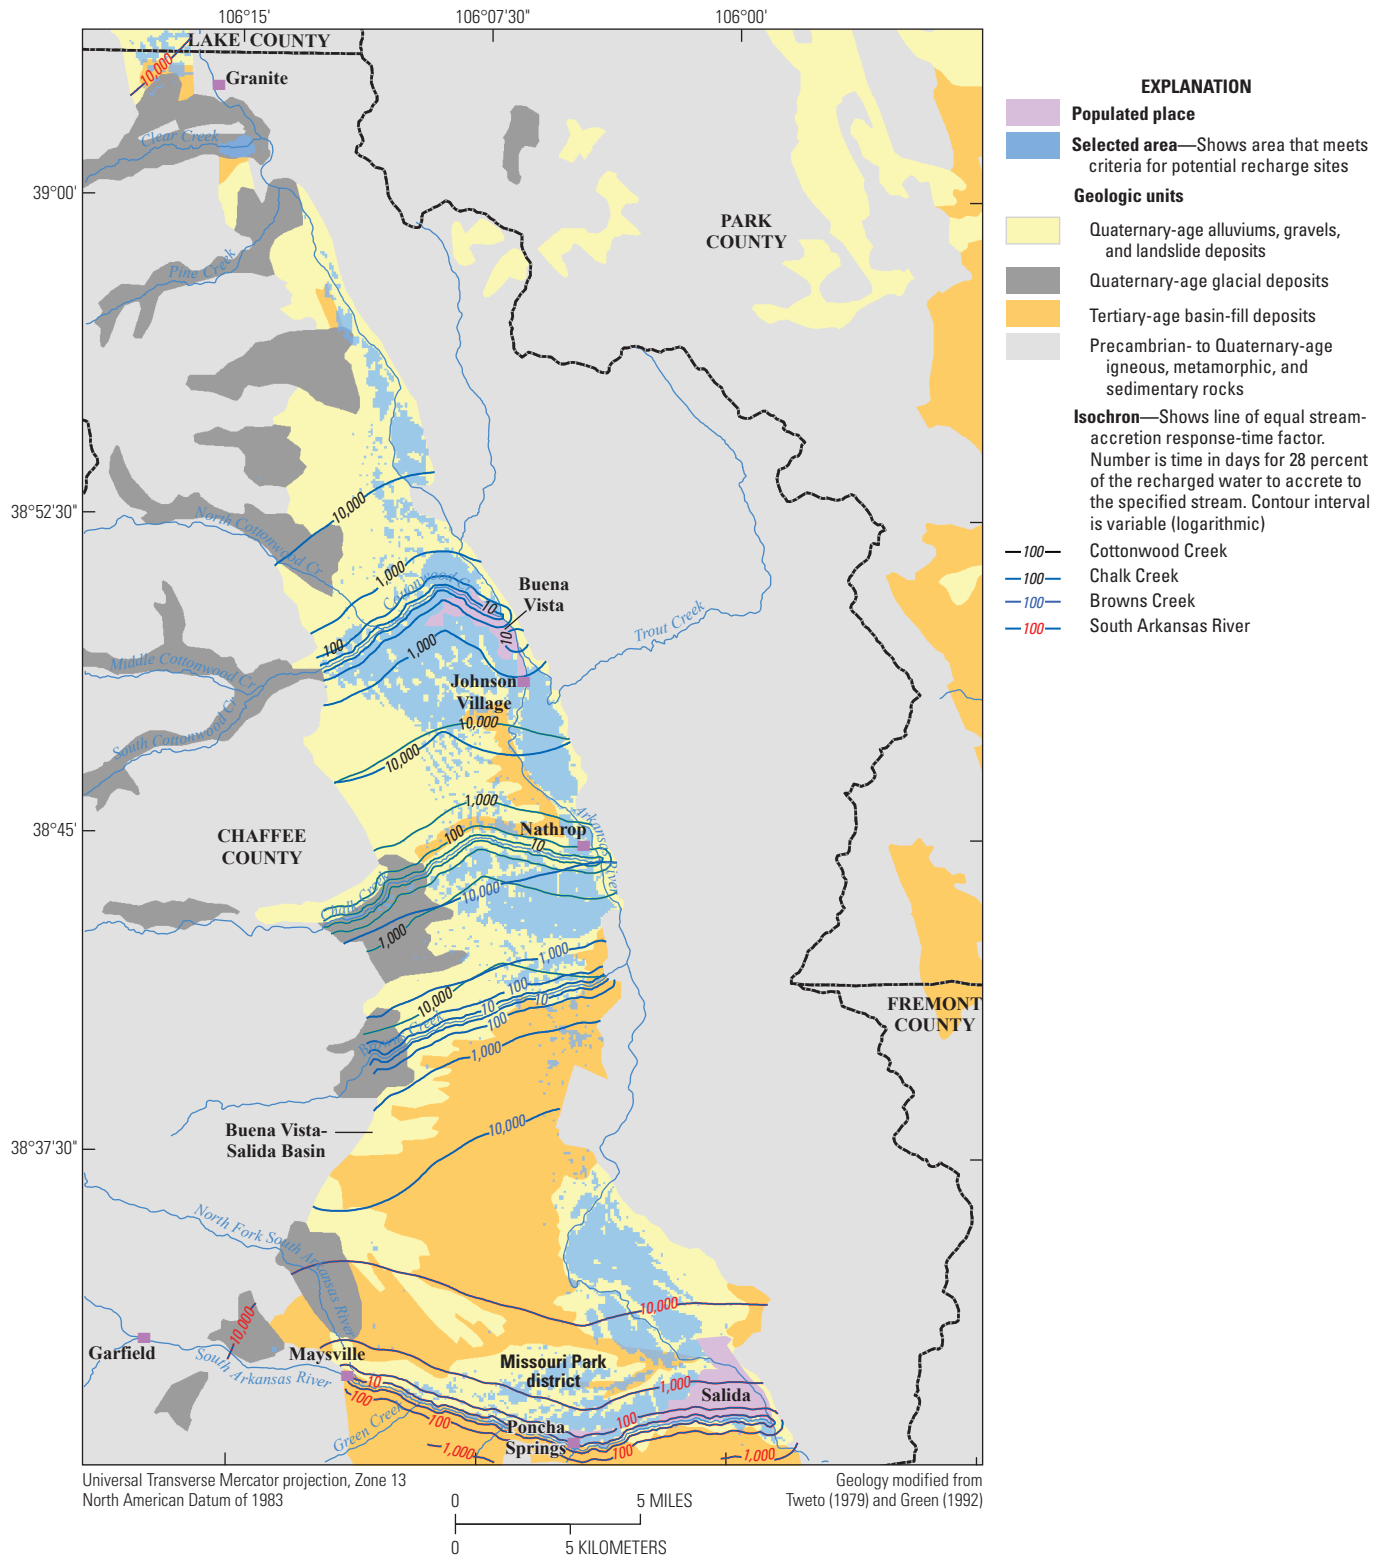 106°15'
106°07'30"
106°00'
LAKE COUNTY
10,000
Granite
Clear Creek
39°00'
PARK
COUNTY
Pine Creek
10,000
38°52'30"
North Cottonwood Cr
1,000
Cottonwood Cr
Buena
Vista
10
10
100
1,000
Trout Creek
Middle Cottonwood Cr
Johnson
Village
South Cottonwood Cr
10,000
10,000
1,000
Arkansas River
38°45'
CHAFFEE
COUNTY
100
Nathrop
10
Chalk Creek
10,000
1,000
1,000
100
10,000
10
10
FREMONT
COUNTY
Browns Creek
100
1,000
Buena Vista-
Salida Basin
10,000
38°37'30"
North Fork South Arkansas River
10,000
10,000
Garfield
South Arkansas River
Maysville
Missouri Park
district
10
1,000
Salida
100
100
100
Green Creek
Poncha
Springs
1,000
100
1,000
EXPLANATION
Populated place
Selected area—Shows area that meets
criteria for potential recharge sites
Geologic units
Quaternary-age alluviums, gravels,
and landslide deposits
Quaternary-age glacial deposits
Tertiary-age basin-fill deposits
Precambrian- to Quaternary-age
igneous, metamorphic, and
sedimentary rocks
Isochron—Shows line of equal stream-
accretion response-time factor.
Number is time in days for 28 percent
of the recharged water to accrete to
the specified stream. Contour interval
is variable (logarithmic)
100 Cottonwood Creek
100 Chalk Creek
100 Browns Creek
100 South Arkansas River
Universal Transverse Mercator projection, Zone 13
North American Datum of 1983
Geology modified from
Tweto (1979) and Green (1992)
0 5 MILES
0 5 KILOMETERS